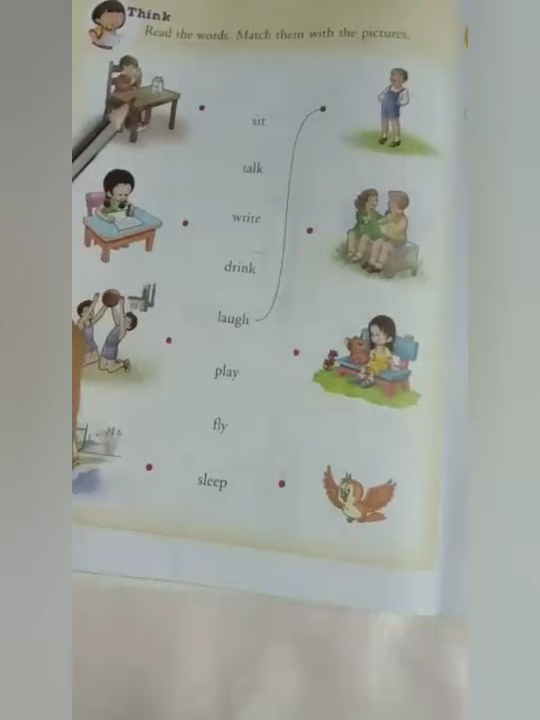 Think
Read the words. Match them with the pictures.
sit
talk
write
drink
laugh
play
fly
sleep